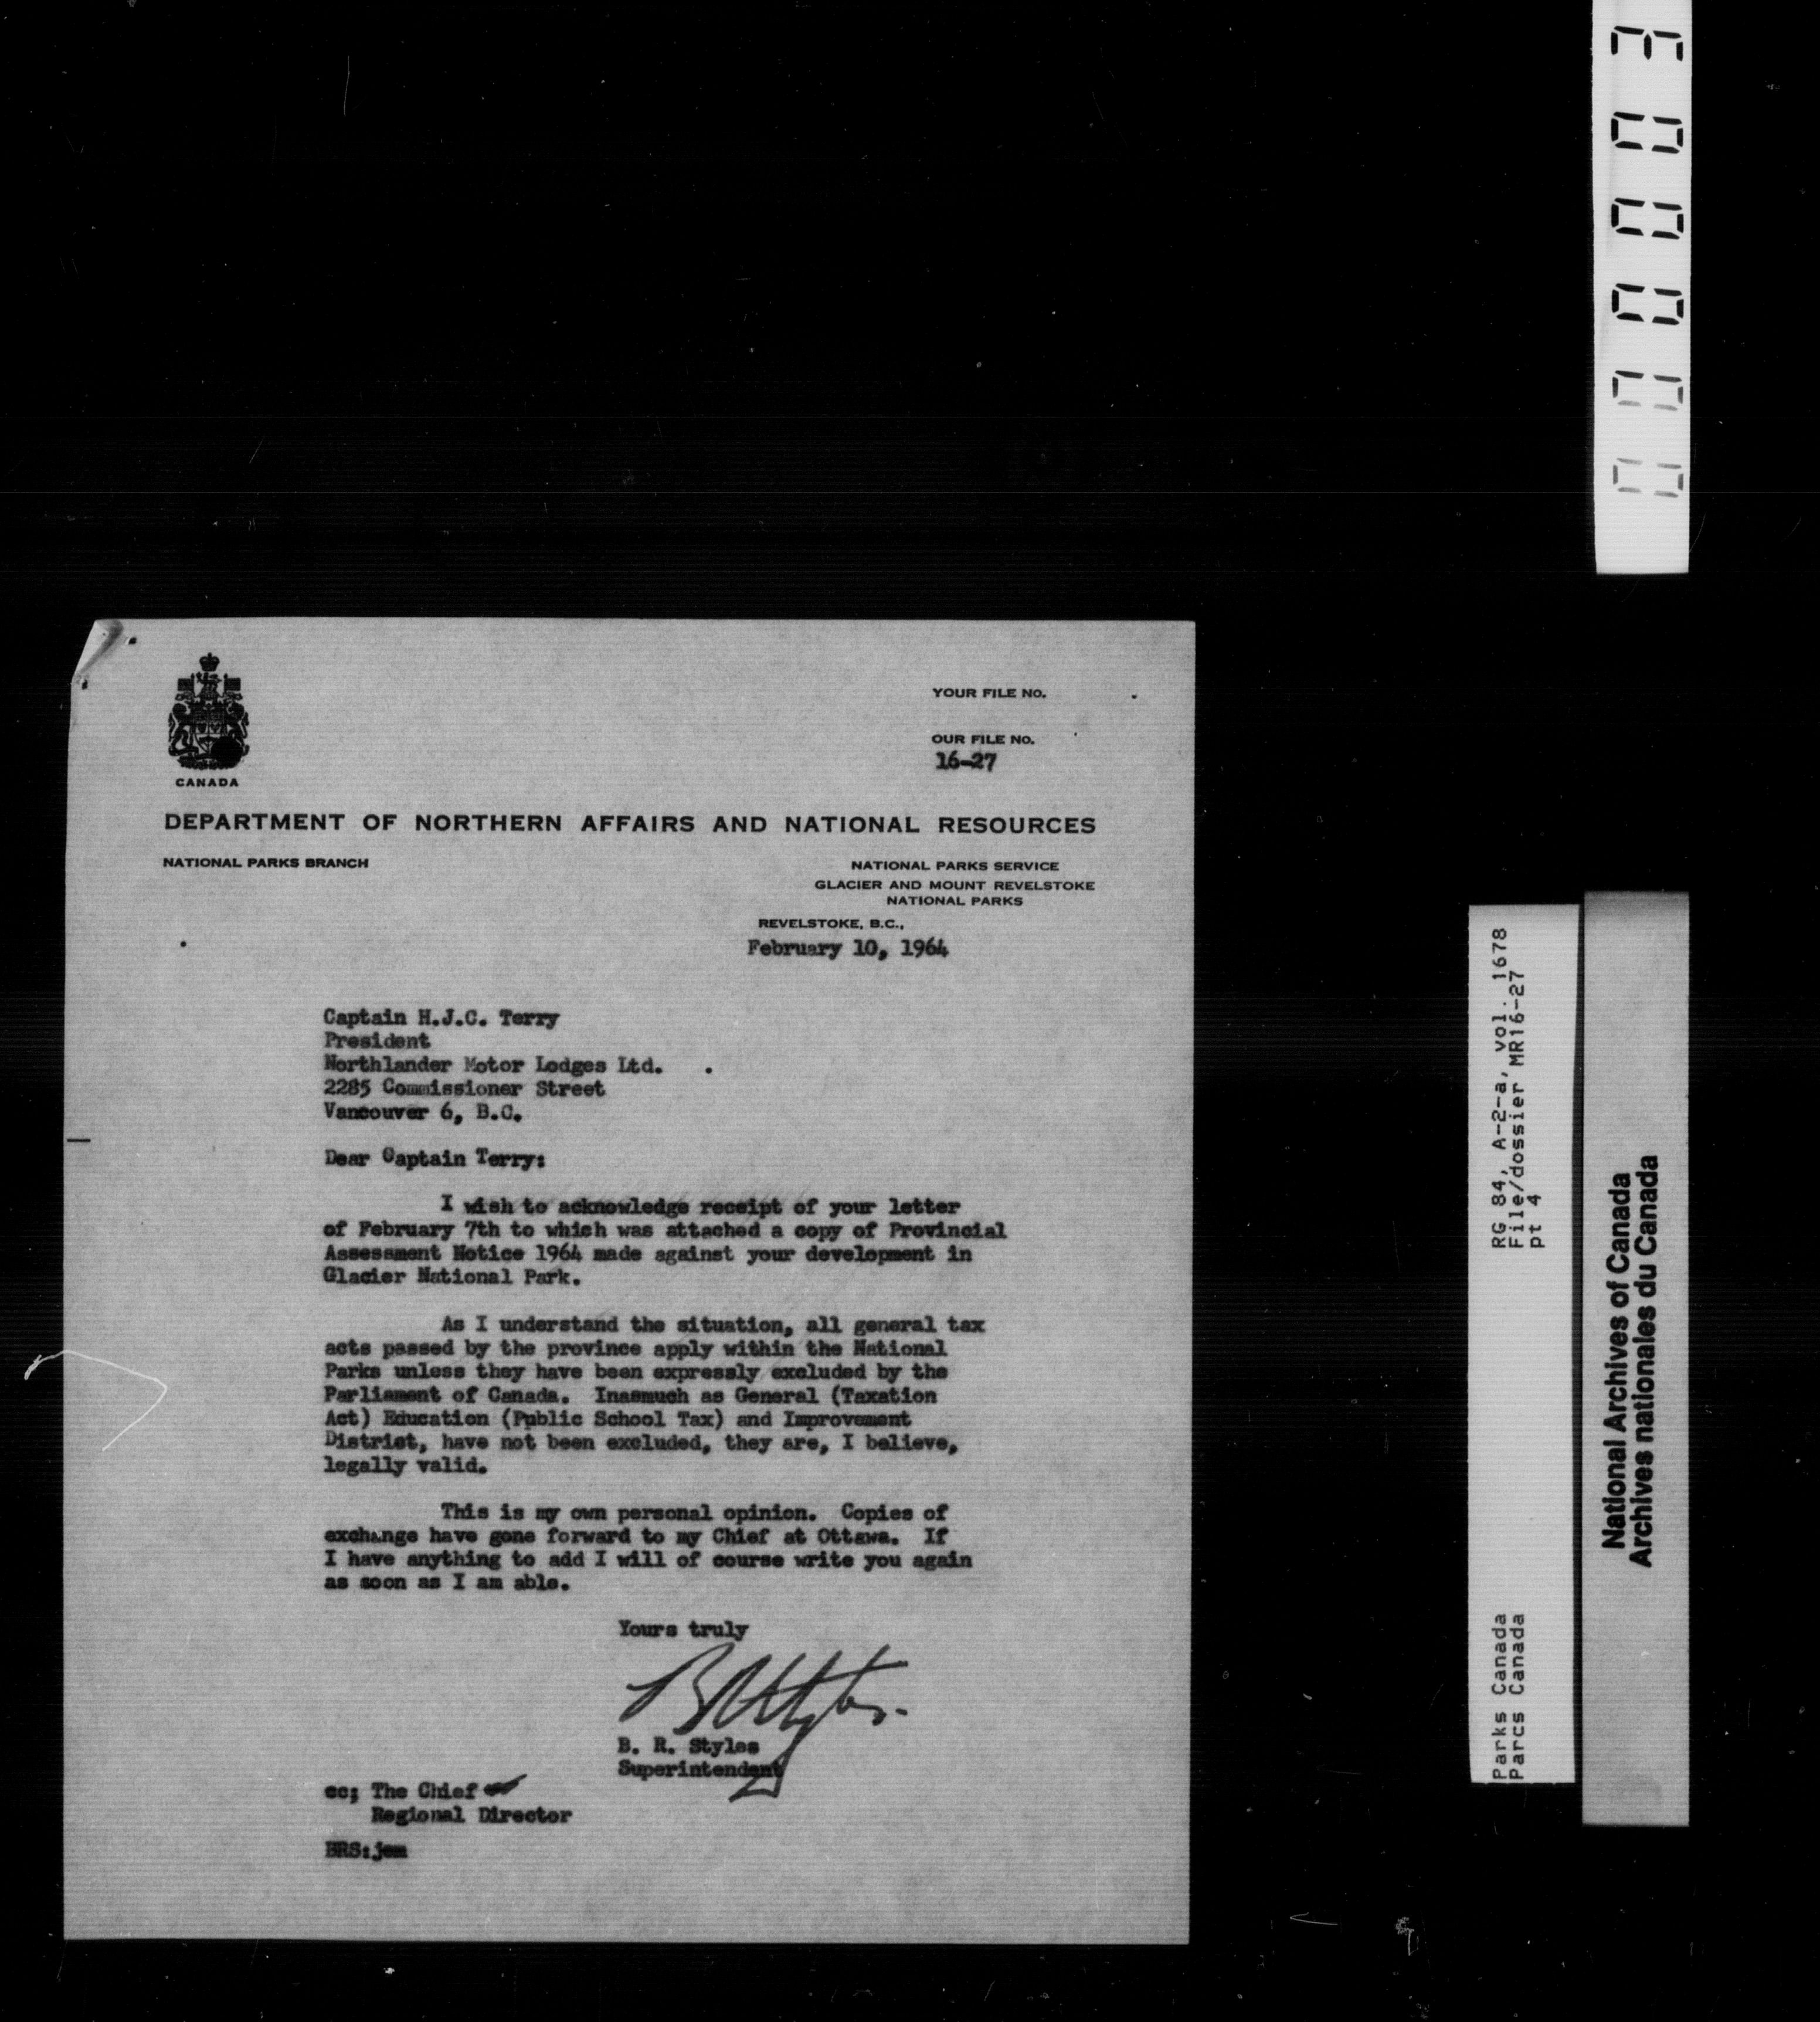 000003
CANADA
YOUR FILE NO.
OUR FILE NO.
16-27
DEPARTMENT OF NORTHERN AFFAIRS AND NATIONAL RESOURCES
NATIONAL PARKS BRANCH
NATIONAL PARKS SERVICE
GLACIER AND MOUNT REVELSTOKE
NATIONAL PARKS
REVELSTOKE, B.C.,
February 10, 1964
Captain H.J.C. Terry
President
Northlander Motor Lodges Ltd.
2285 Commissioner Street
Vancouver 6, B.C.
Dear Captain Terry:
I wish to acknowledge receipt of your letter
of February 7th to which was attached a copy of Provincial
Assessment Notice 1964 made against your development in
Glacier National Park.
As I understand the situation, all general tax
acts passed by the province apply within the National
Parks unless they have been expressly excluded by the
Parliament of Canada. Inasmuch as General (Taxation
Act) Education (Public School Tax) and Improvement
District, have not been excluded, they are, I believe,
legally valid.
This is my own personal opinion. Copies of
exchange have gone forward to my Chief at Ottawa. If
I have anything to add I will of course write you again
as soon as I am able.
Yours truly
BRStyles.
B. R. Styles
Superintendent
cc; The Chief
Regional Director
BRS:jem
Parks Canada RG 84, A-2-a, vol. 1678
Parcs Canada File/dossier MR16-27
pt 4
National Archives of Canada
Archives nationales du Canada